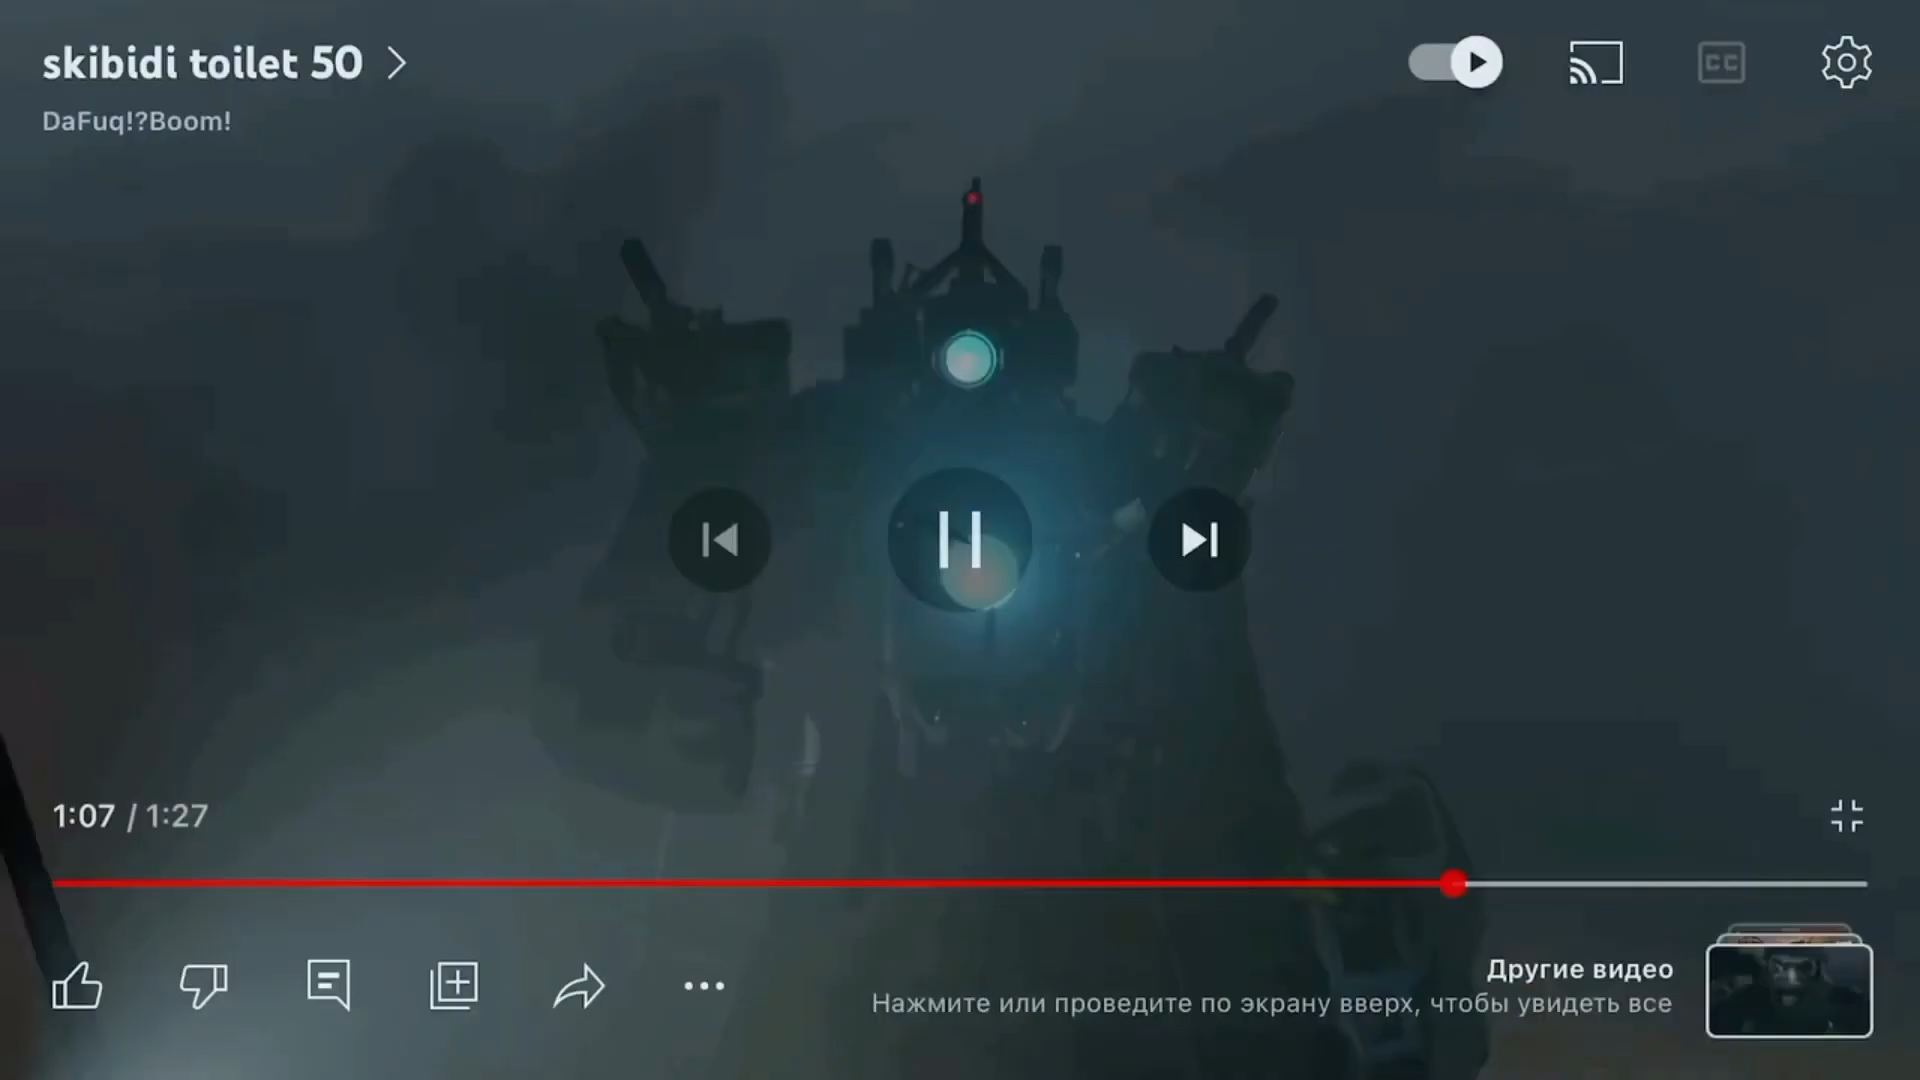 skibidi toilet 50
DaFuq!?Boom!
CC
1:07 / 1:27
Другие видео
Нажмите или проведите по экрану вверх, чтобы увидеть все